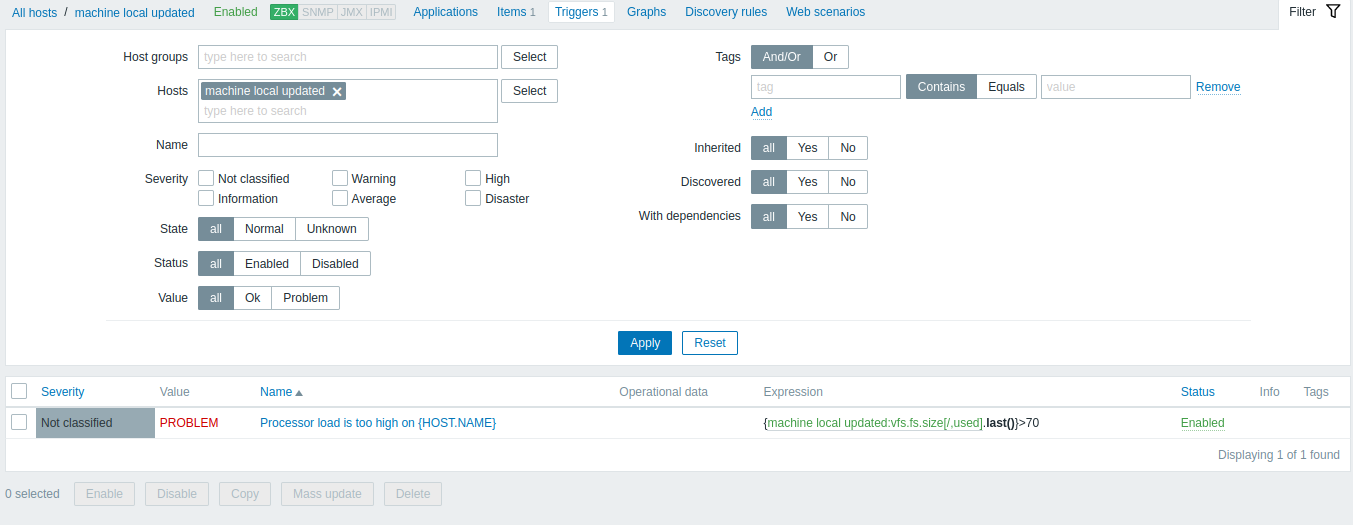 All hosts / machine local updated Enabled ZBX SNMP JMX IPMI Applications Items 1 Triggers 1 Graphs Discovery rules Web scenarios Filter
Host groups type here to search Select
Hosts machine local updated Select
type here to search
Name
Severity Not classified Warning High
Information Average Disaster
State all Normal Unknown
Status all Enabled Disabled
Value all Ok Problem
Tags And/Or Or
tag Contains Equals value Remove
Add
Inherited all Yes No
Discovered all Yes No
With dependencies all Yes No
Apply Reset
Severity Value Name Operational data Expression Status Info Tags
Not classified PROBLEM Processor load is too high on {HOST.NAME} {machine local updated:vfs.fs.size[/,used].last()}>70 Enabled
Displaying 1 of 1 found
0 selected Enable Disable Copy Mass update Delete